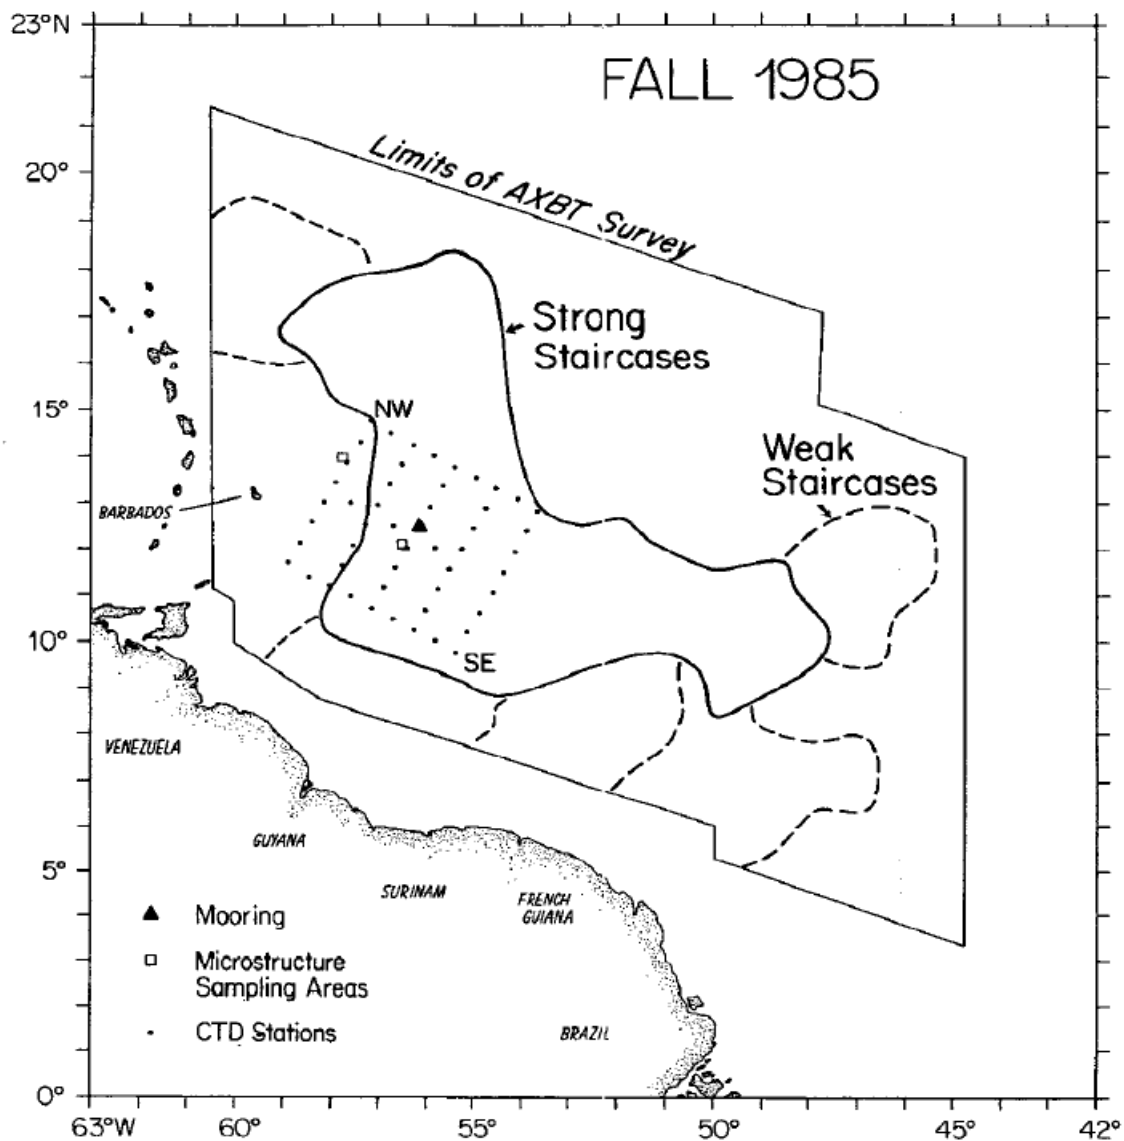 23°N
FALL 1985
Limits of AXBT Survey
20°
Strong
Staircases
15°
NW
Weak
Staircases
BARBADOS
10°
SE
VENEZUELA
GUYANA
5°
SURINAM
FRENCH
GUIANA
Mooring
Microstructure
Sampling Areas
CTD Stations
BRAZIL
0°
63°W 60° 55° 50° 45° 42°